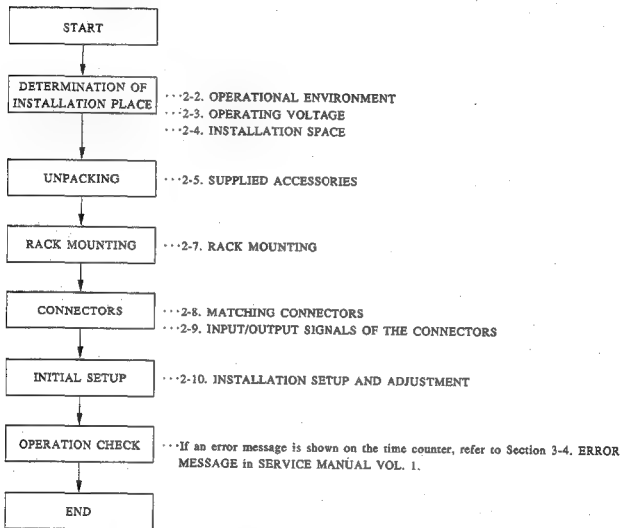 START
DETERMINATION OF
INSTALLATION PLACE
···2-2. OPERATIONAL ENVIRONMENT
···2-3. OPERATING VOLTAGE
···2-4. INSTALLATION SPACE
UNPACKING
···2-5. SUPPLIED ACCESSORIES
RACK MOUNTING
···2-7. RACK MOUNTING
CONNECTORS
···2-8. MATCHING CONNECTORS
···2-9. INPUT/OUTPUT SIGNALS OF THE CONNECTORS
INITIAL SETUP
···2-10. INSTALLATION SETUP AND ADJUSTMENT
OPERATION CHECK
···If an error message is shown on the time counter, refer to Section 3-4. ERROR
MESSAGE in SERVICE MANUAL VOL. 1.
END